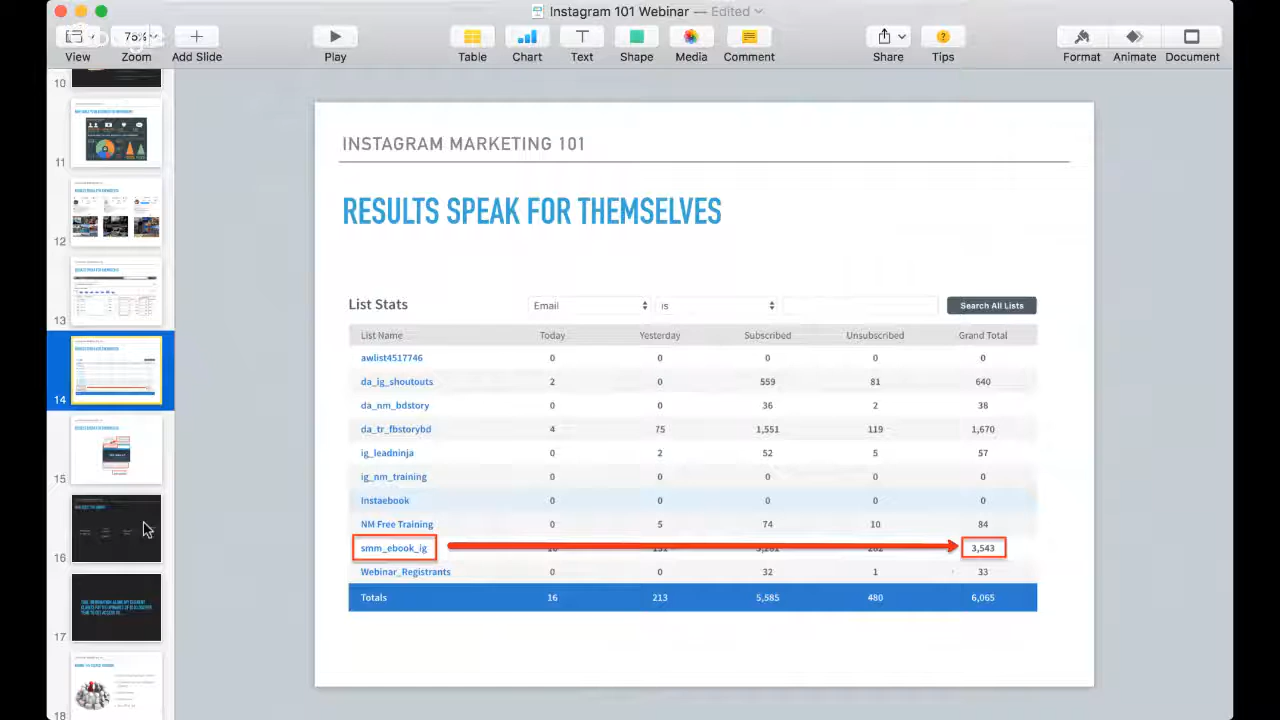 Instagram 101 Webinar — Edited
75%
View Zoom Add Slide Play Table Chart Text Shape Media Comment Share Tips Format Animate Document
10
11
12
13
14
15
16
17
18
INSTAGRAM MARKETING 101
RESULTS SPEAK FOR THEMSELVES
List Stats Email is Search All Lists
List Name Today Yesterday Subscribed Unsubscribed Grand Total
awlist4517746 0 0 0 0 0
da_ig_shoutouts 2 0 559 81 640
da_nm_bdstory 0 0 36 2 38
da_tr_fbstorybd 4 75 1,551 119 1,670
ig_leadninja 0 2 52 5 57
ig_nm_training 0 0 0 0 0
Instaebook 0 0 0 0 0
NM Free Training 0 5 74 10 84
smm_ebook_ig 3,543
Webinar_Registrants 0 0 32 1 33
Totals 16 213 5,585 480 6,065